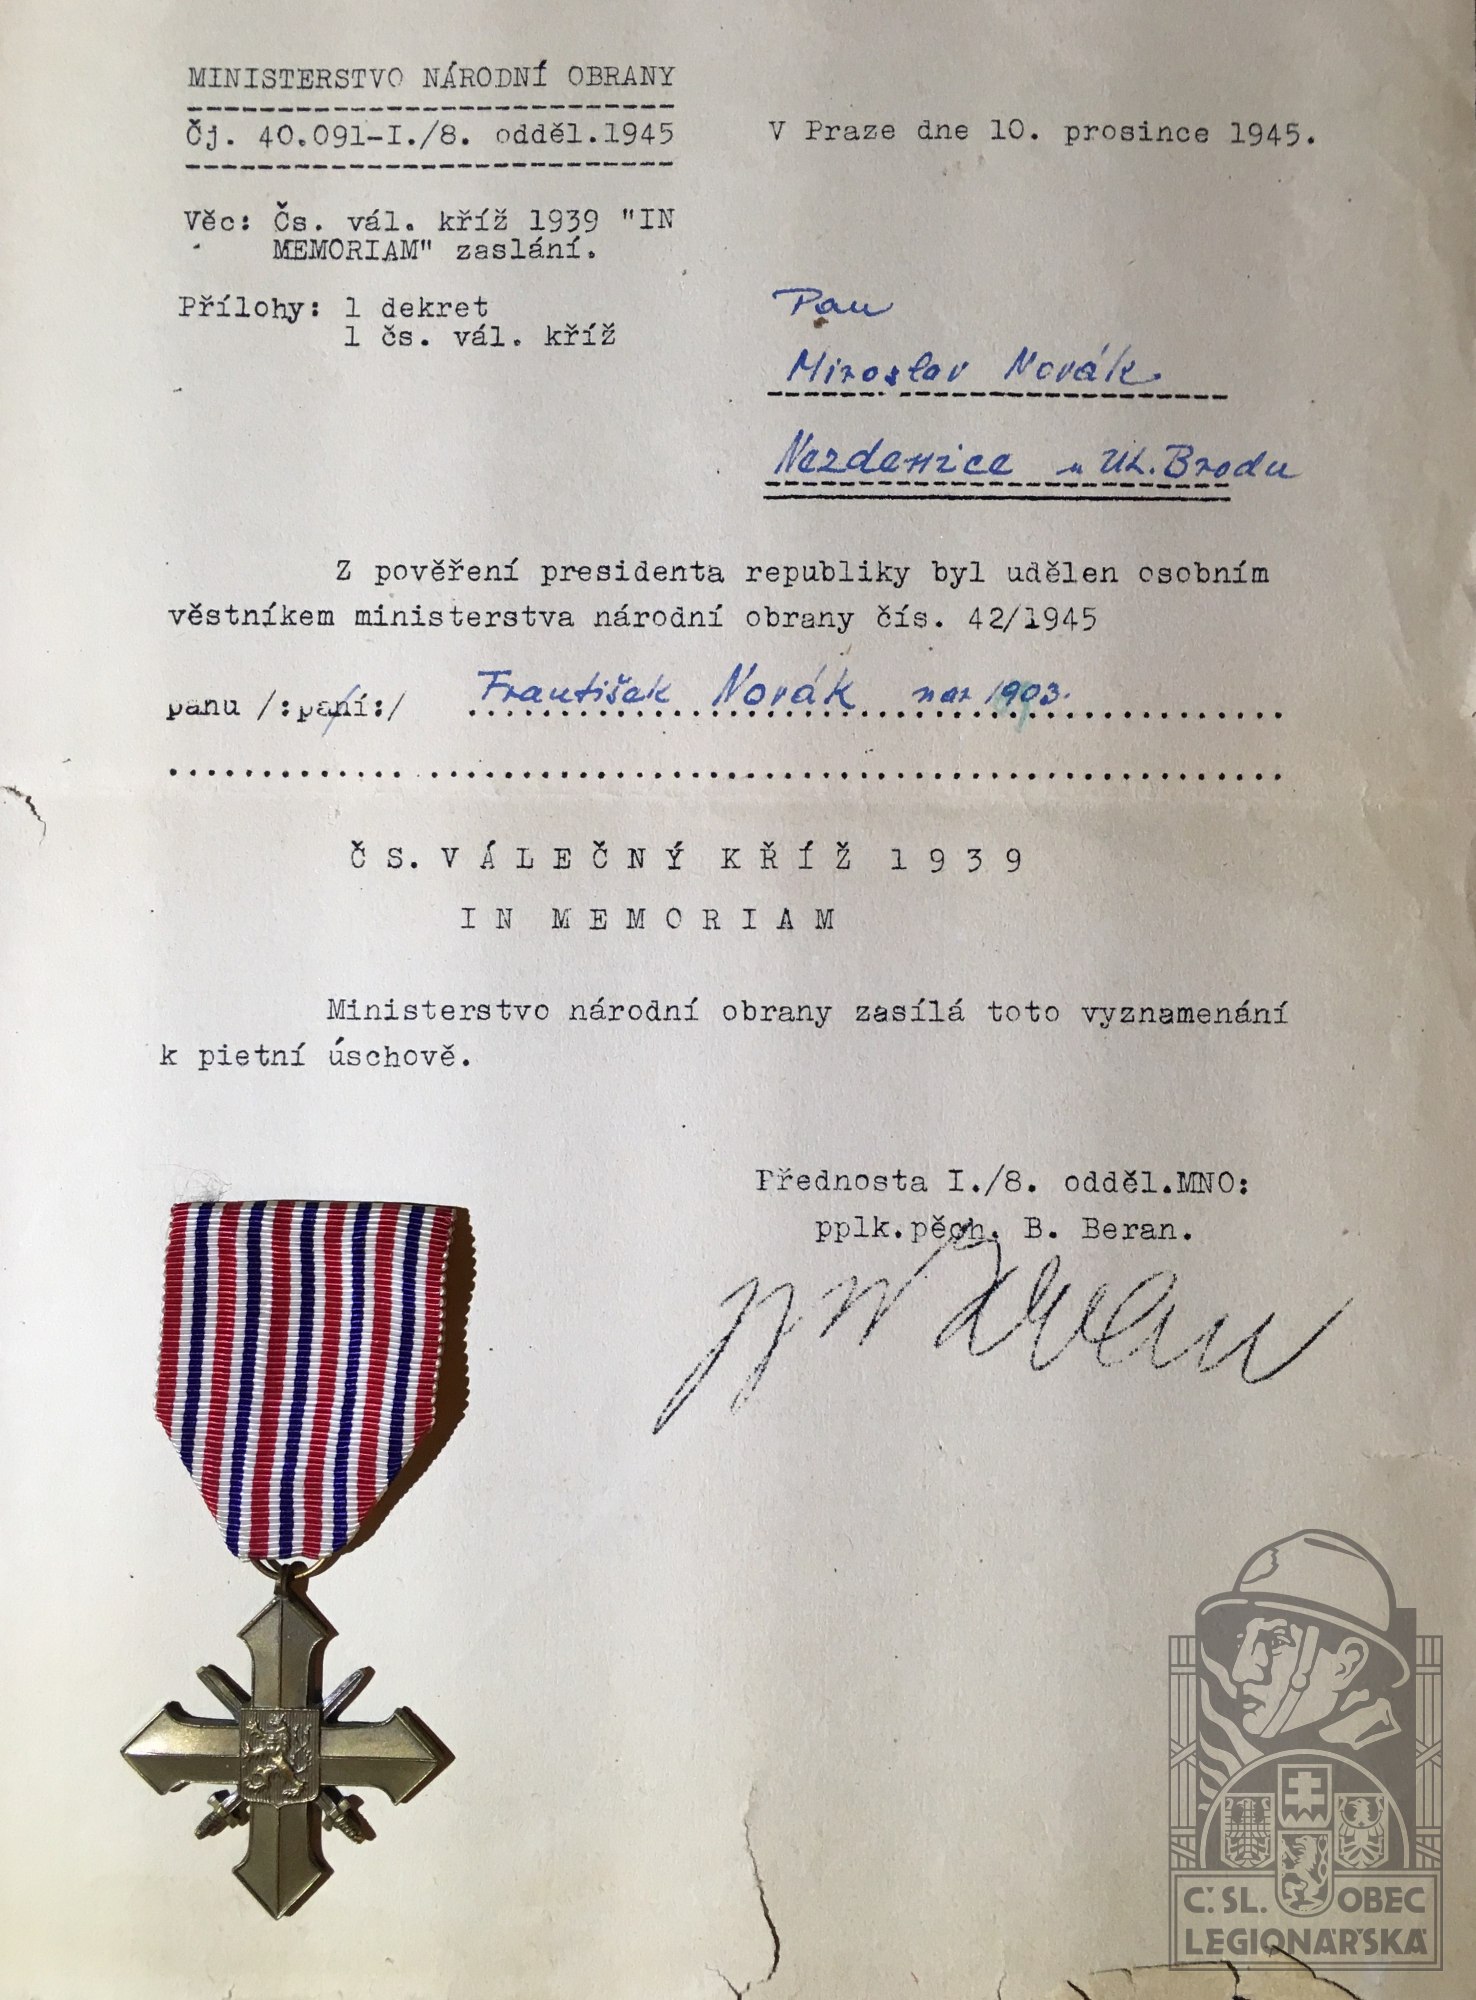 MINISTERSTVO NÁRODNÍ OBRANY
Čj. 40.091-I./8. odděl.1945
V Praze dne 10. prosince 1945.
Věc: Čs. vál. kříž 1939 "IN
MEMORIAM" zaslání.
Přílohy: 1 dekret
1 čs. vál. kříž
Pan
Miroslav Novák
Nezdenice u Uh. Brodu
Z pověření presidenta republiky byl udělen osobním
věstníkem ministerstva národní obrany čís. 42/1945
panu /:paní:/ František Novák nar 1903.
ČS. VÁLEČNÝ KŘÍŽ 1939
IN MEMORIAM
Ministerstvo národní obrany zasílá toto vyznamenání
k pietní úschově.
Přednosta I./8. odděl.MNO:
pplk.pěch. B. Beran.
Č. SL. OBEC
LEGIONÁŘSKÁ